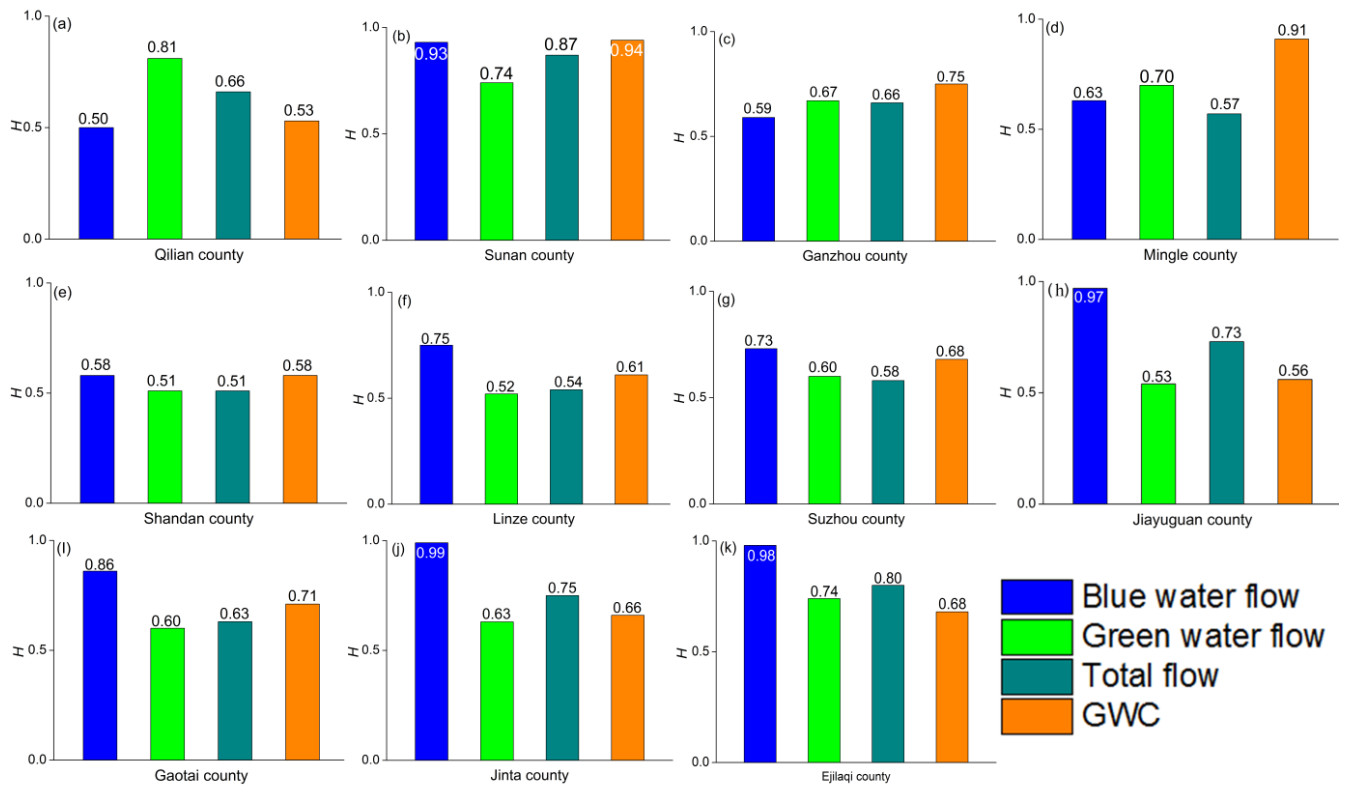 (a)
1.0
0.5
0.0
H
0.50
0.81
0.66
0.53
Qilian county
(b)
1.0
0.5
0.0
H
0.93
0.74
0.87
0.94
Sunan county
(c)
1.0
0.5
0.0
H
0.59
0.67
0.66
0.75
Ganzhou county
(d)
1.0
0.5
0.0
H
0.63
0.70
0.57
0.91
Mingle county
(e)
1.0
0.5
0.0
H
0.58
0.51
0.51
0.58
Shandan county
(f)
1.0
0.5
0.0
H
0.75
0.52
0.54
0.61
Linze county
(g)
1.0
0.5
0.0
H
0.73
0.60
0.58
0.68
Suzhou county
(h)
1.0
0.5
0.0
H
0.97
0.53
0.73
0.56
Jiayuguan county
(I)
1.0
0.5
0.0
H
0.86
0.60
0.63
0.71
Gaotai county
(j)
1.0
0.5
0.0
H
0.99
0.63
0.75
0.66
Jinta county
(k)
1.0
0.5
0.0
H
0.98
0.74
0.80
0.68
Ejilaqi county
Blue water flow
Green water flow
Total flow
GWC